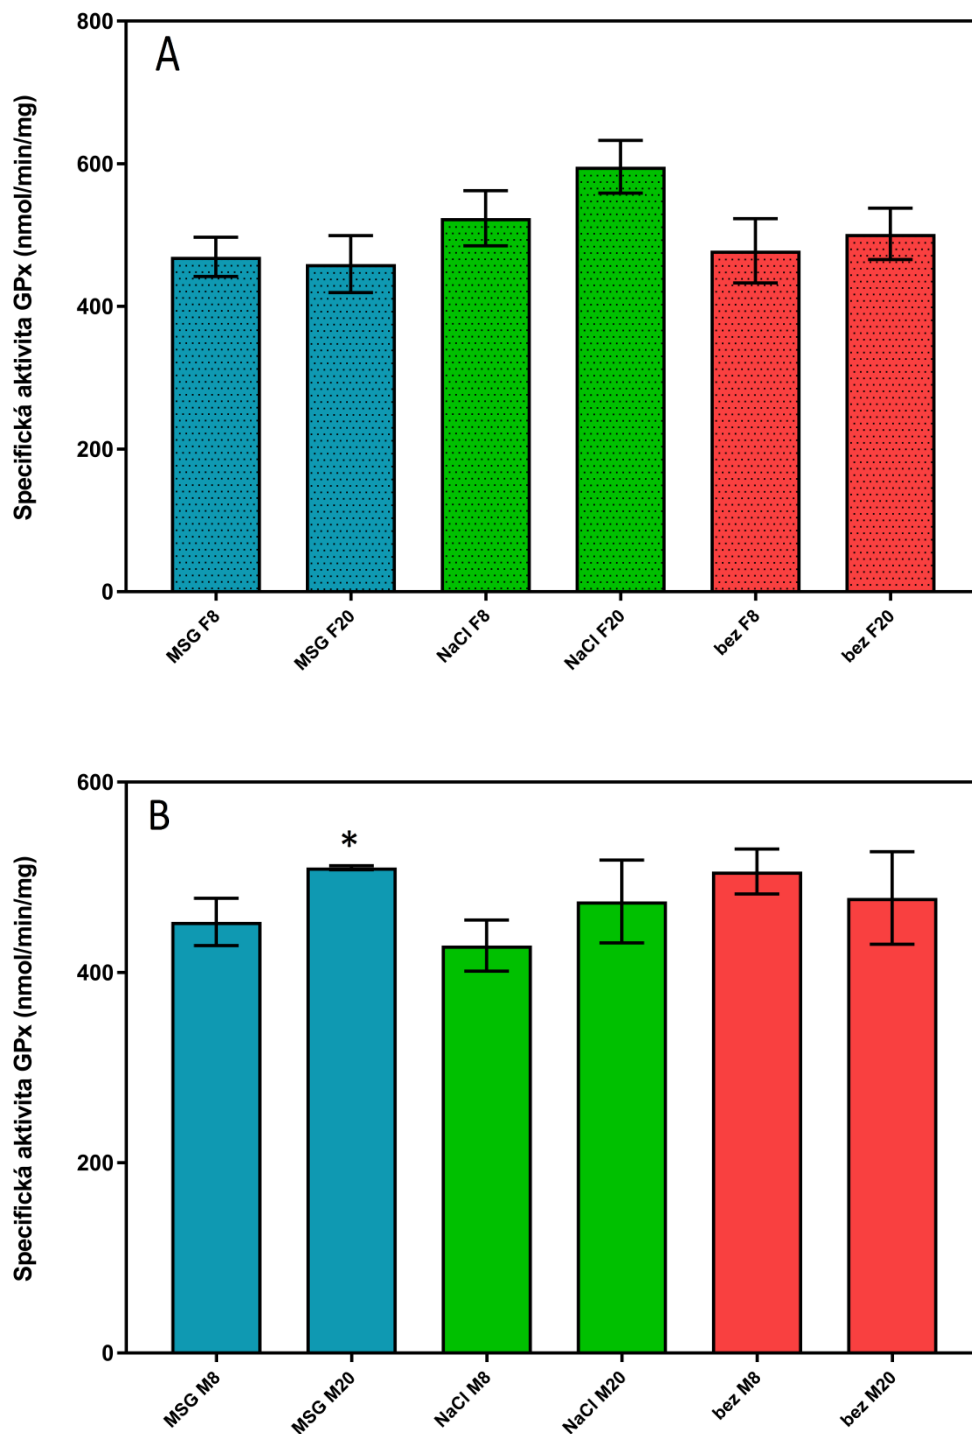 A
Specifická aktivita GPx (nmol/min/mg)
800
600
400
200
0
MSG F8
MSG F20
NaCl F8
NaCl F20
bez F8
bez F20
B
Specifická aktivita GPx (nmol/min/mg)
600
400
200
0
*
MSG M8
MSG M20
NaCl M8
NaCl M20
bez M8
bez M20